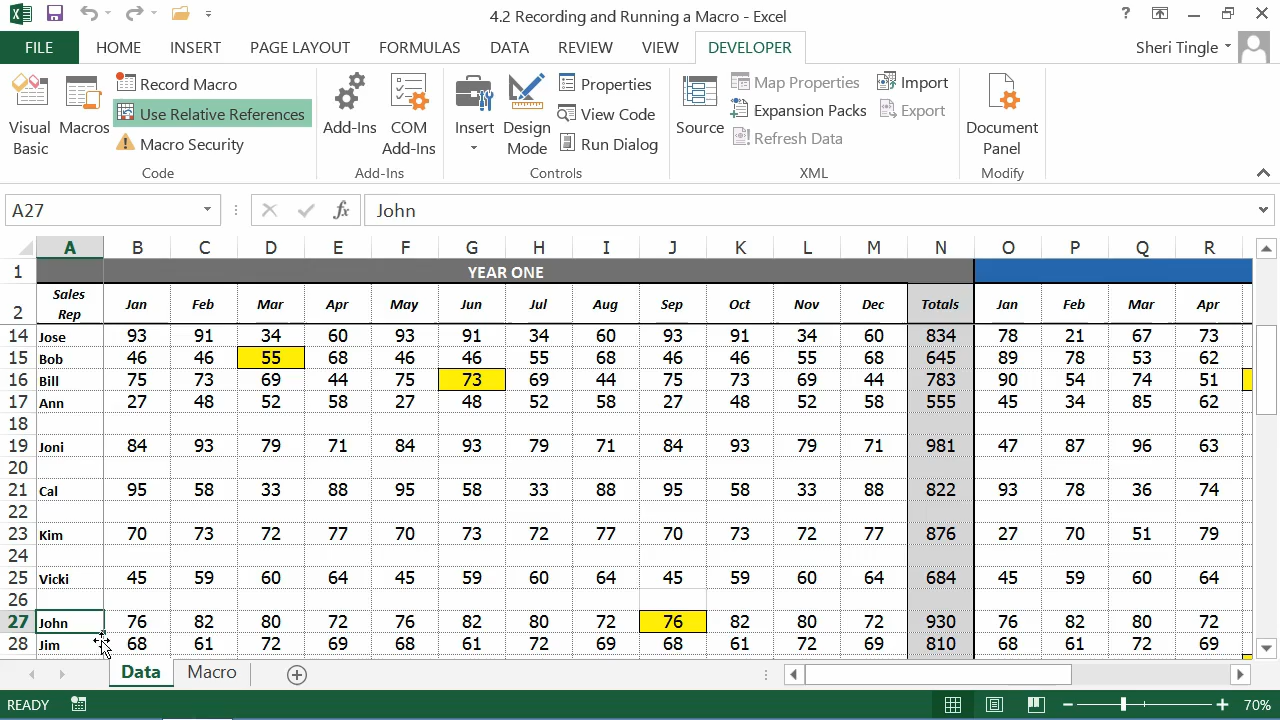 4.2 Recording and Running a Macro - Excel
?
FILE HOME INSERT PAGE LAYOUT FORMULAS DATA REVIEW VIEW DEVELOPER Sheri Tingle
Visual Basic
Macros
Record Macro
Use Relative References
Macro Security
Code
Add-Ins
COM Add-Ins
Add-Ins
Insert
Design Mode
Properties
View Code
Run Dialog
Controls
Source
Map Properties
Expansion Packs
Refresh Data
Import
Export
XML
Document Panel
Modify
A27 fx John
A B C D E F G H I J K L M N O P Q R
1 YEAR ONE
2 Sales Rep Jan Feb Mar Apr May Jun Jul Aug Sep Oct Nov Dec Totals Jan Feb Mar Apr
14 Jose 93 91 34 60 93 91 34 60 93 91 34 60 834 78 21 67 73
15 Bob 46 46 55 68 46 46 55 68 46 46 55 68 645 89 78 53 62
16 Bill 75 73 69 44 75 73 69 44 75 73 69 44 783 90 54 74 51
17 Ann 27 48 52 58 27 48 52 58 27 48 52 58 555 45 34 85 62
18
19 Joni 84 93 79 71 84 93 79 71 84 93 79 71 981 47 87 96 63
20
21 Cal 95 58 33 88 95 58 33 88 95 58 33 88 822 93 78 36 74
22
23 Kim 70 73 72 77 70 73 72 77 70 73 72 77 876 27 70 51 79
24
25 Vicki 45 59 60 64 45 59 60 64 45 59 60 64 684 45 59 60 64
26
27 John 76 82 80 72 76 82 80 72 76 82 80 72 930 76 82 80 72
28 Jim 68 61 72 69 68 61 72 69 68 61 72 69 810 68 61 72 69
Data Macro
READY 70%